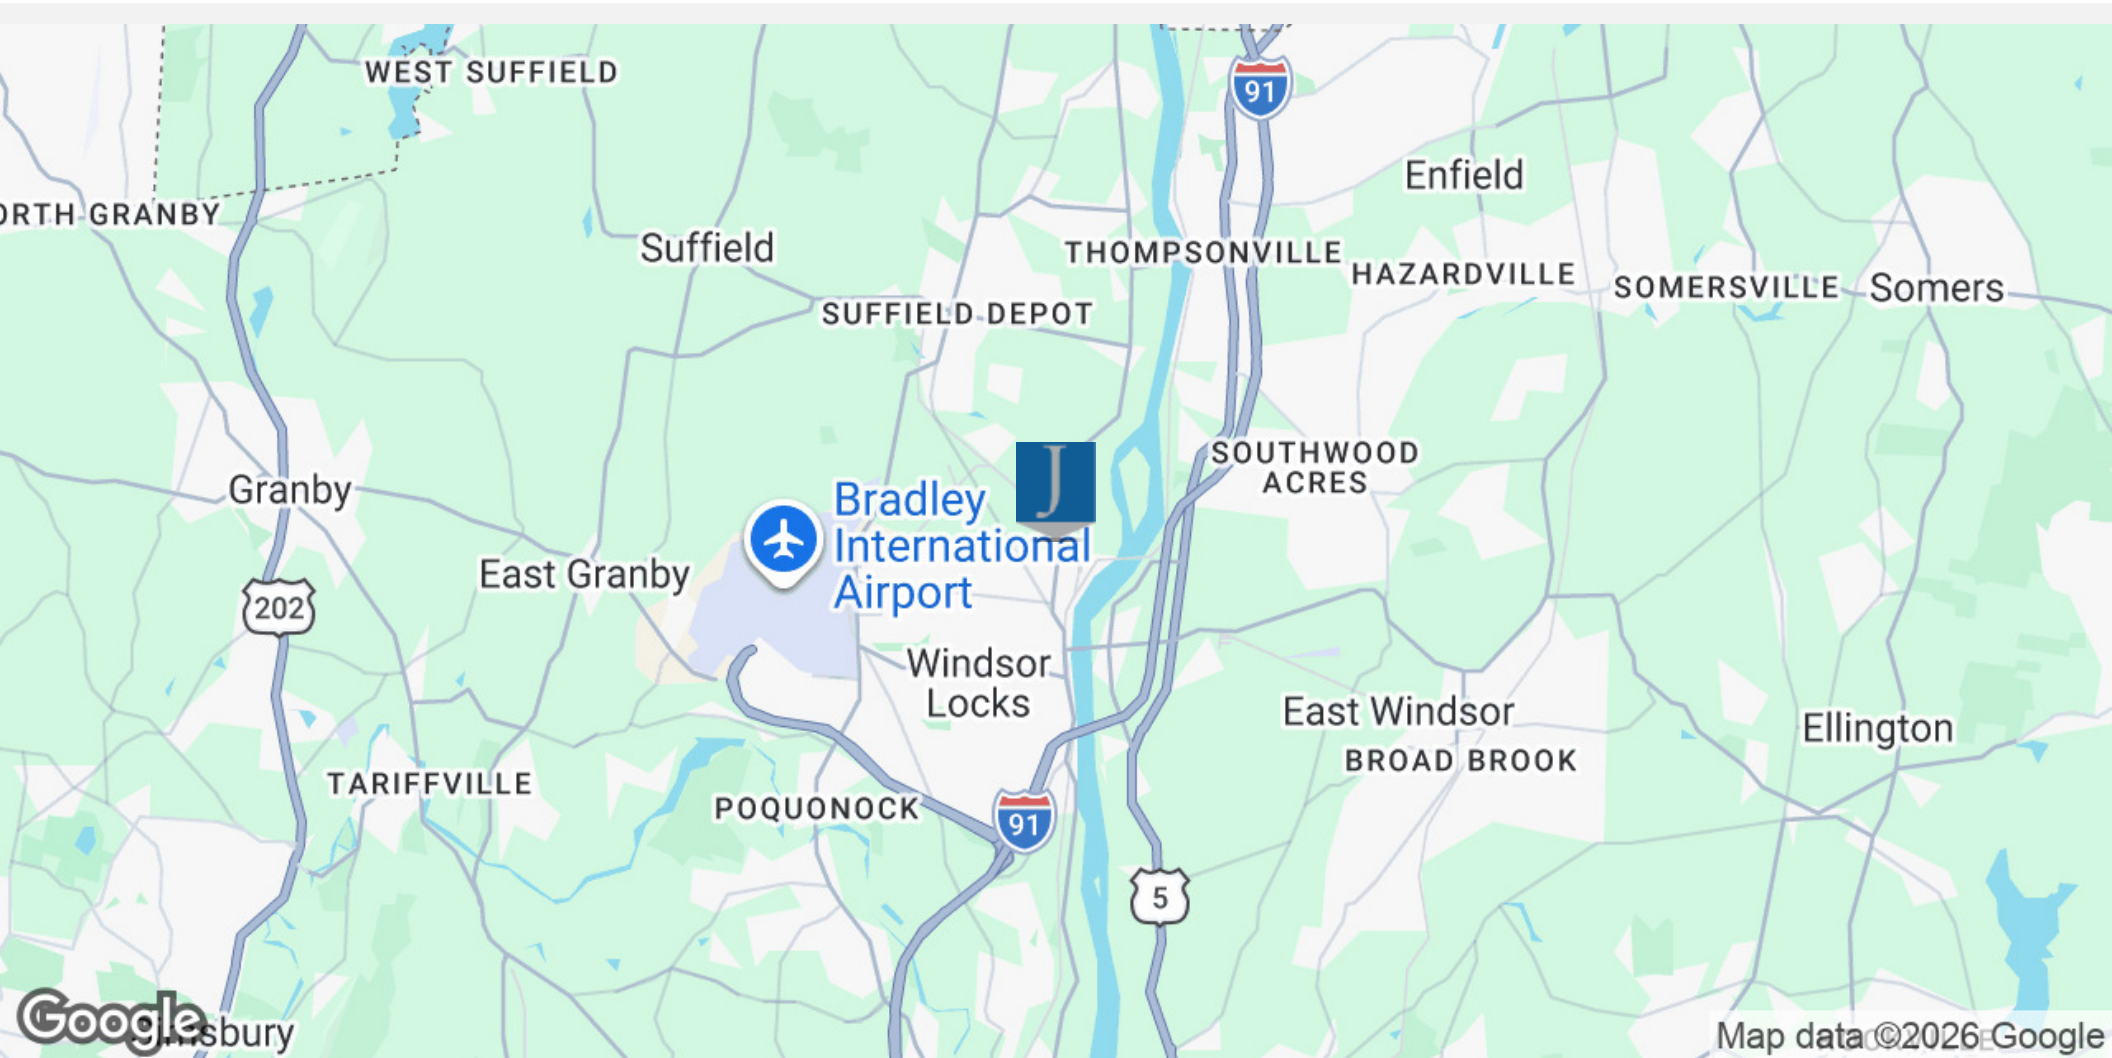 WEST SUFFIELD
91
Enfield
ORTH GRANBY
Suffield
THOMPSONVILLE
HAZARDVILLE
SOMERSVILLE
Somers
SUFFIELD DEPOT
J
SOUTHWOOD
ACRES
Granby
Bradley
International
Airport
East Granby
202
Windsor
Locks
East Windsor
BROAD BROOK
Ellington
TARIFFVILLE
POQUONOCK
91
5
Google
imsbury
Map data ©2026 Google